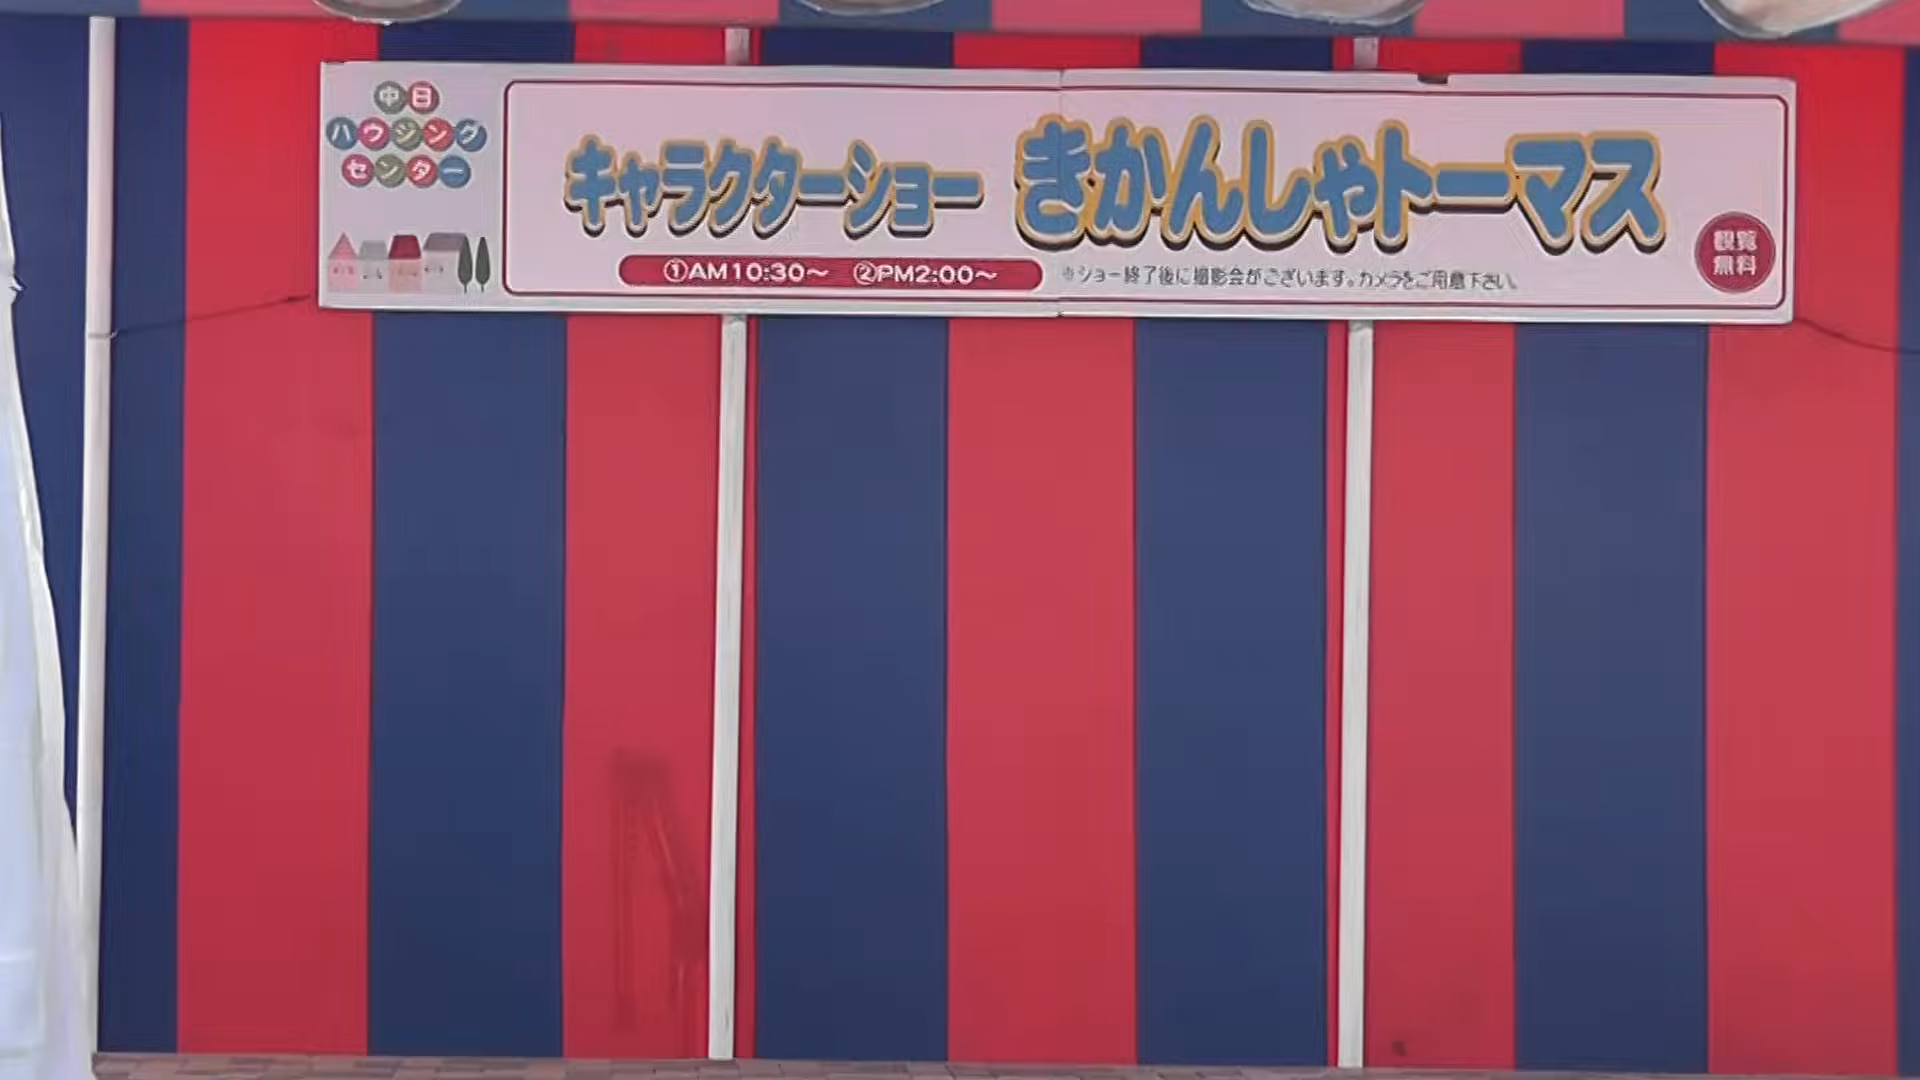 中日
ハウジング
センター
キャラクターショー きかんしゃトーマス
①AM10:30〜 ②PM2:00〜
※ショー終了後に撮影会がございます。カメラをご用意下さい。
観覧
無料